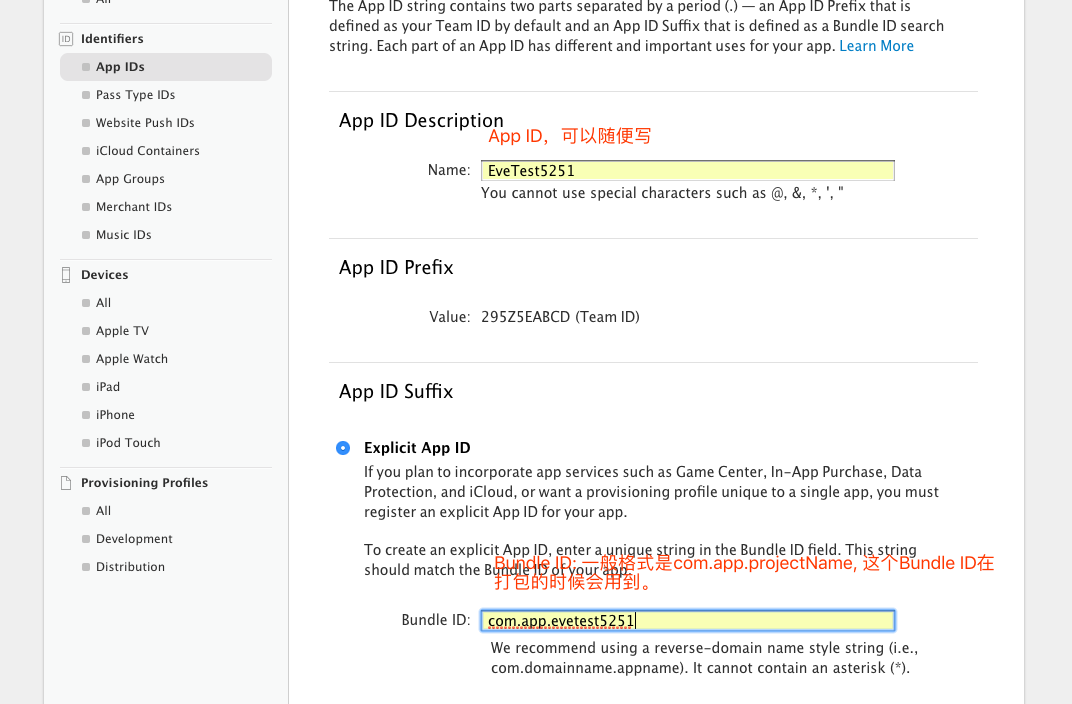 All
Identifiers
App IDs
Pass Type IDs
Website Push IDs
iCloud Containers
App Groups
Merchant IDs
Music IDs
Devices
All
Apple TV
Apple Watch
iPad
iPhone
iPod Touch
Provisioning Profiles
All
Development
Distribution
The App ID string contains two parts separated by a period (.) — an App ID Prefix that is
defined as your Team ID by default and an App ID Suffix that is defined as a Bundle ID search
string. Each part of an App ID has different and important uses for your app. Learn More
App ID Description
App ID，可以随便写
Name: EveTest5251
You cannot use special characters such as @, &, *, ', "
App ID Prefix
Value: 295Z5EABCD (Team ID)
App ID Suffix
Explicit App ID
If you plan to incorporate app services such as Game Center, In-App Purchase, Data
Protection, and iCloud, or want a provisioning profile unique to a single app, you must
register an explicit App ID for your app.
To create an explicit App ID, enter a unique string in the Bundle ID field. This string
should match the Bundle ID of your app.
Bundle ID: 一般格式是com.app.projectName, 这个Bundle ID在
打包的时候会用到。
Bundle ID: com.app.evetest5251
We recommend using a reverse-domain name style string (i.e.,
com.domainname.appname). It cannot contain an asterisk (*).